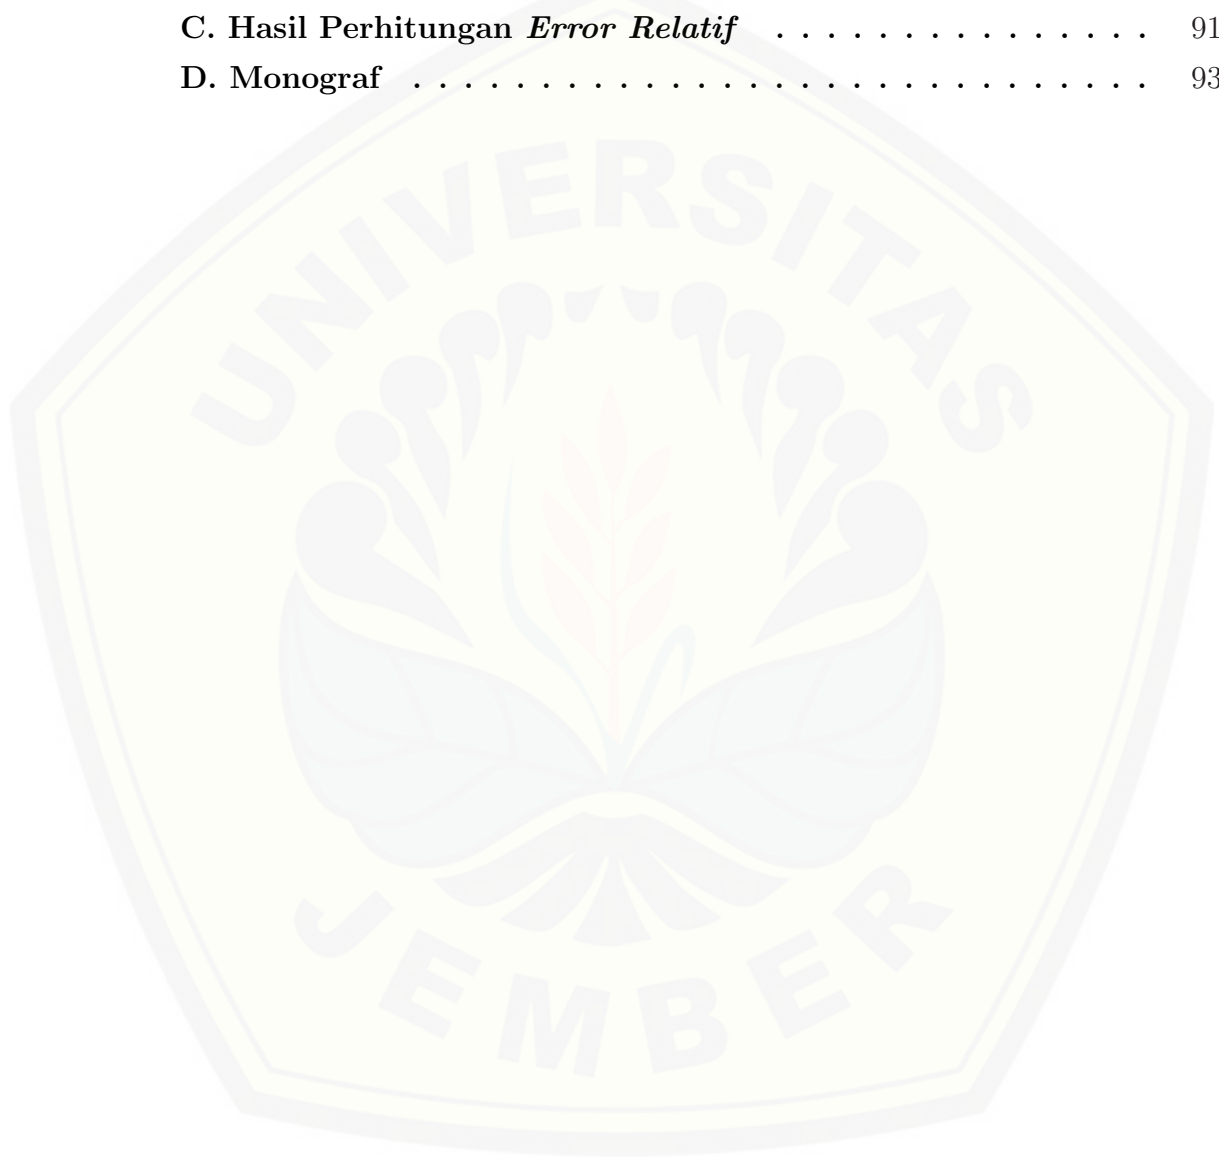 C. Hasil Perhitungan Error Relatif . . . . . . . . . . . . . . . 91
D. Monograf . . . . . . . . . . . . . . . . . . . . . . . . . . . . . 93
UNIVERSITAS
JEMBER